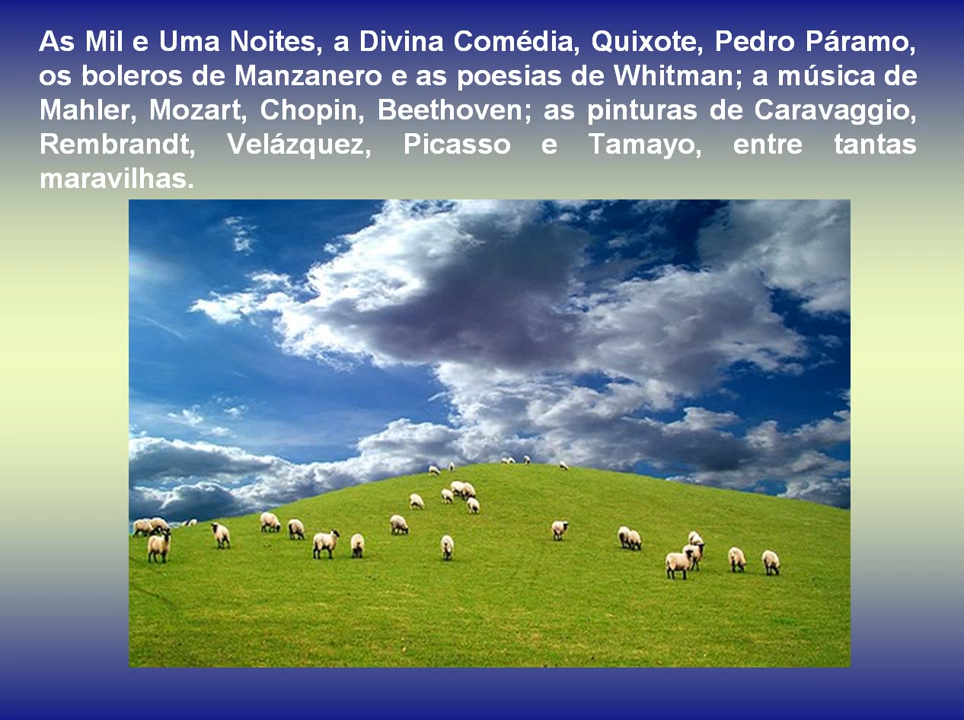 As Mil e Uma Noites, a Divina Comédia, Quixote, Pedro Páramo,
os boleros de Manzanero e as poesias de Whitman; a música de
Mahler, Mozart, Chopin, Beethoven; as pinturas de Caravaggio,
Rembrandt, Velázquez, Picasso e Tamayo, entre tantas
maravilhas.